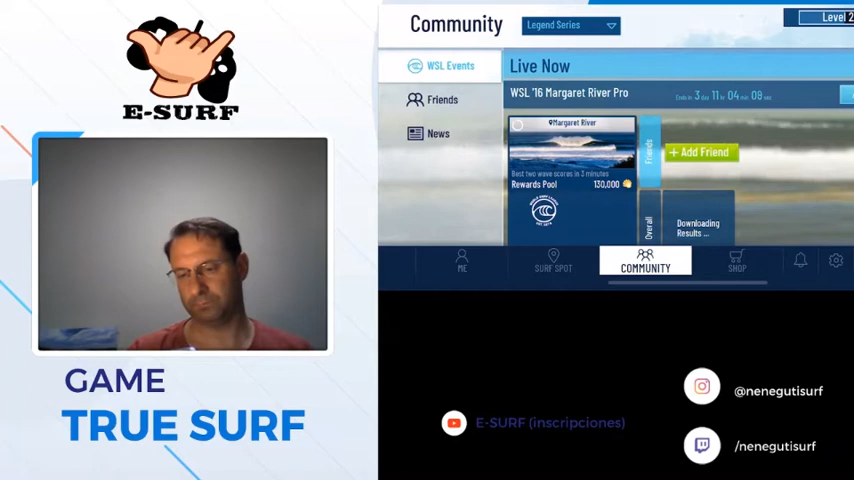 E-SURF
GAME
TRUE SURF
Community
Legend Series
Level 2
WSL Events
Friends
News
Live Now
WSL '16 Margaret River Pro
Ends in 3 day 11 hr 04 min 09 sec
Margaret River
Best two wave scores in 3 minutes
Rewards Pool 130,000
Friends
+ Add Friend
Overall
Downloading
Results ...
ME
SURF SPOT
COMMUNITY
SHOP
E-SURF (inscripciones)
@nenegutisurf
/nenegutisurf